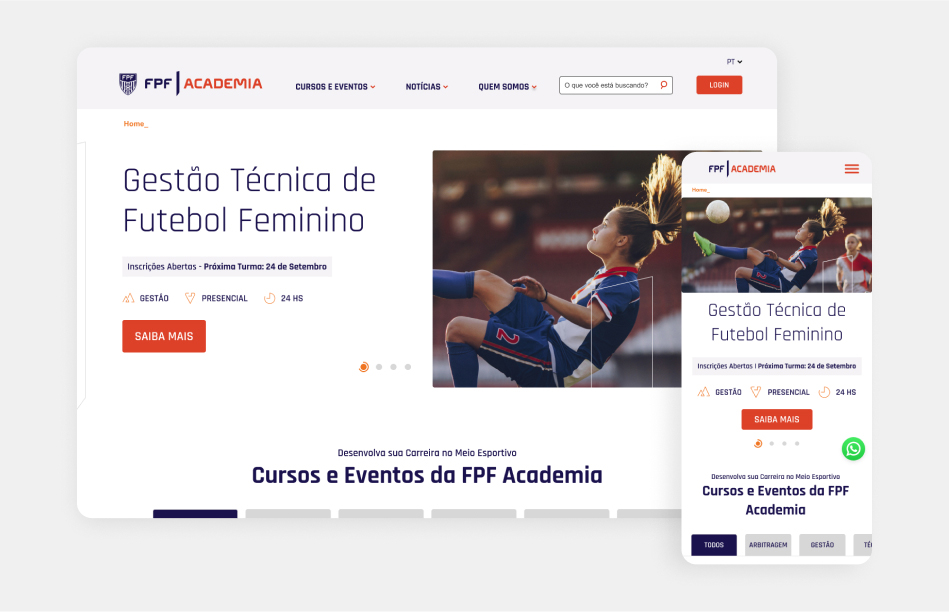 PT
FPF
FPF ACADEMIA
CURSOS E EVENTOS
NOTÍCIAS
QUEM SOMOS
O que você está buscando?
LOGIN
Home_
Gestão Técnica de
Futebol Feminino
Inscrições Abertas - Próxima Turma: 24 de Setembro
GESTÃO
PRESENCIAL
24 HS
SAIBA MAIS
2
Desenvolva sua Carreira no Meio Esportivo
Cursos e Eventos da FPF Academia
FPF ACADEMIA
Home_
Gestão Técnica de
Futebol Feminino
Inscrições Abertas | Próxima Turma: 24 de Setembro
GESTÃO
PRESENCIAL
24 HS
SAIBA MAIS
Desenvolva sua Carreira no Meio Esportivo
Cursos e Eventos da FPF
Academia
TODOS
ARBITRAGEM
GESTÃO